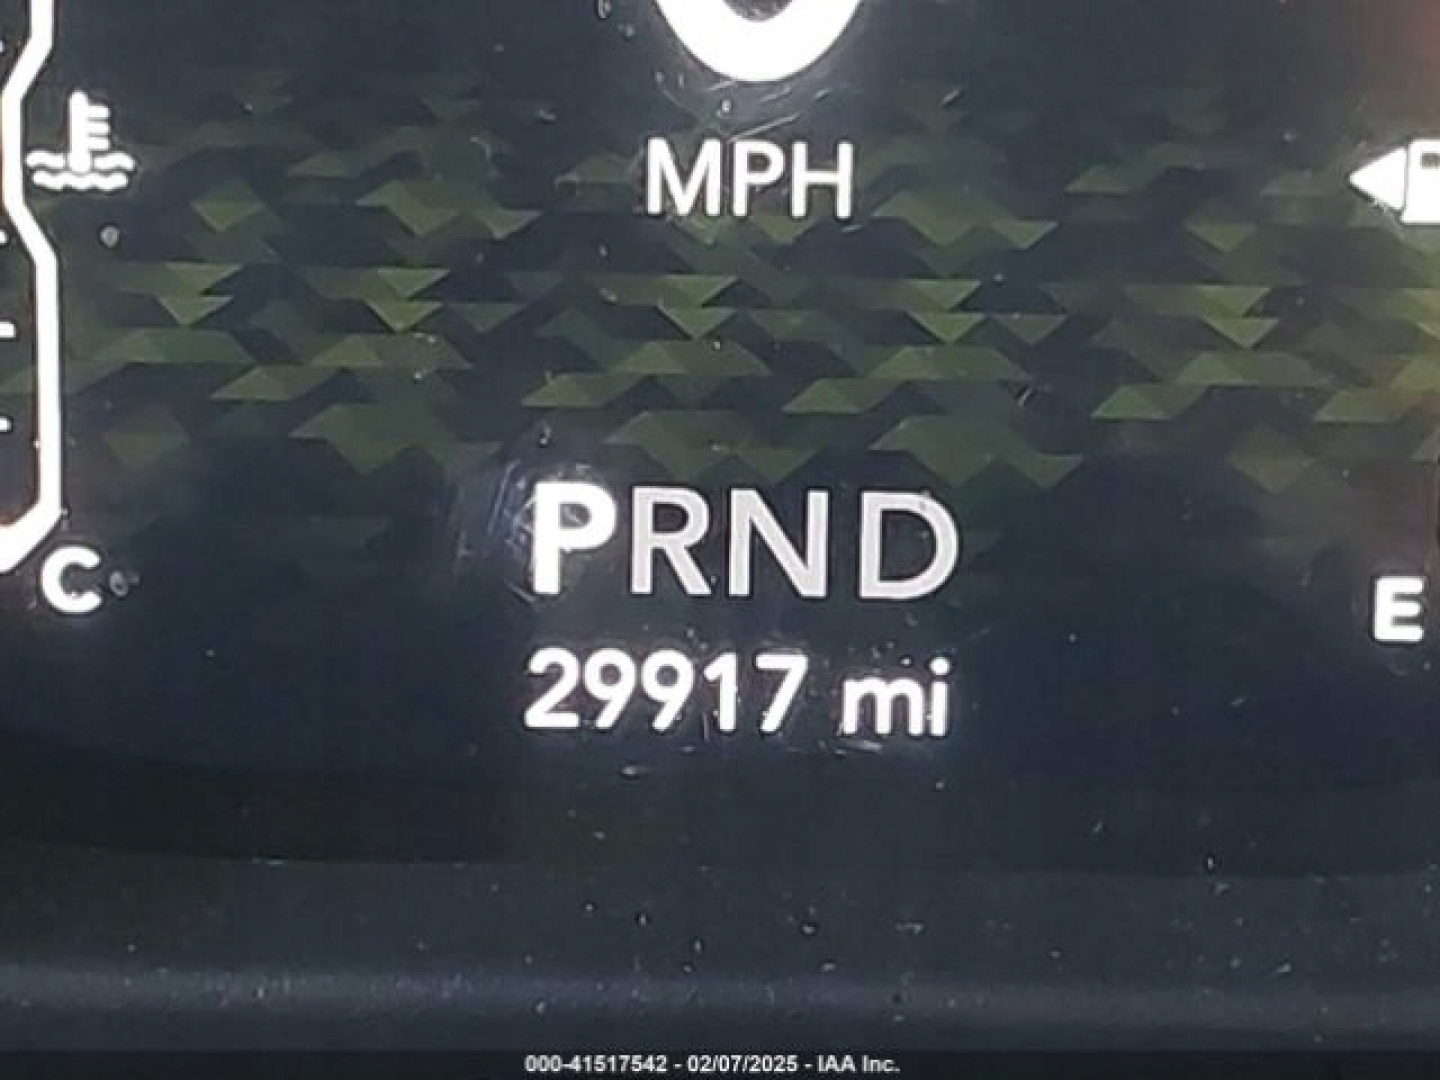 MPH
PRND
C
E
29917 mi
000-41517542 - 02/07/2025 - IAA Inc.